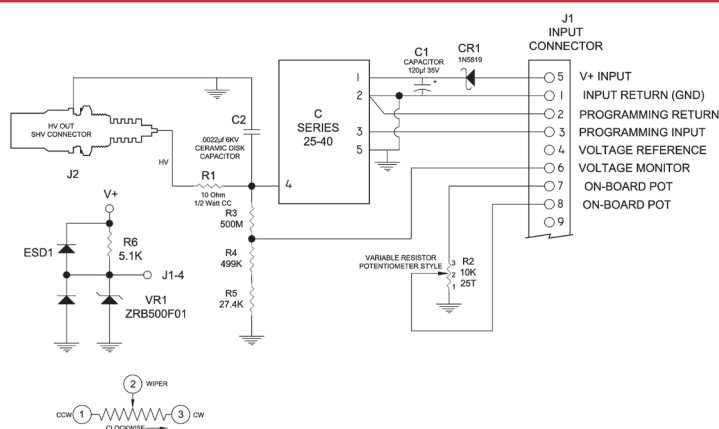 J1
INPUT
CONNECTOR
C1
CAPACITOR
120µf 35V
+
CR1
1N5819
1
2
3
5
4
C
SERIES
25-40
5 V+ INPUT
1 INPUT RETURN (GND)
2 PROGRAMMING RETURN
3 PROGRAMMING INPUT
4 VOLTAGE REFERENCE
6 VOLTAGE MONITOR
7 ON-BOARD POT
8 ON-BOARD POT
9
HV OUT
SHV CONNECTOR
J2
HV
C2
.0022µf 6KV
CERAMIC DISK
CAPACITOR
R1
10 Ohm
1/2 Watt CC
R3
500M
R4
499K
R5
27.4K
V+
ESD1
R6
5.1K
J1-4
VR1
ZRB500F01
VARIABLE RESISTOR
POTENTIOMETER STYLE
3
2
1
R2
10K
25T
2 WIPER
CCW 1
3 CW
CLOCKWISE